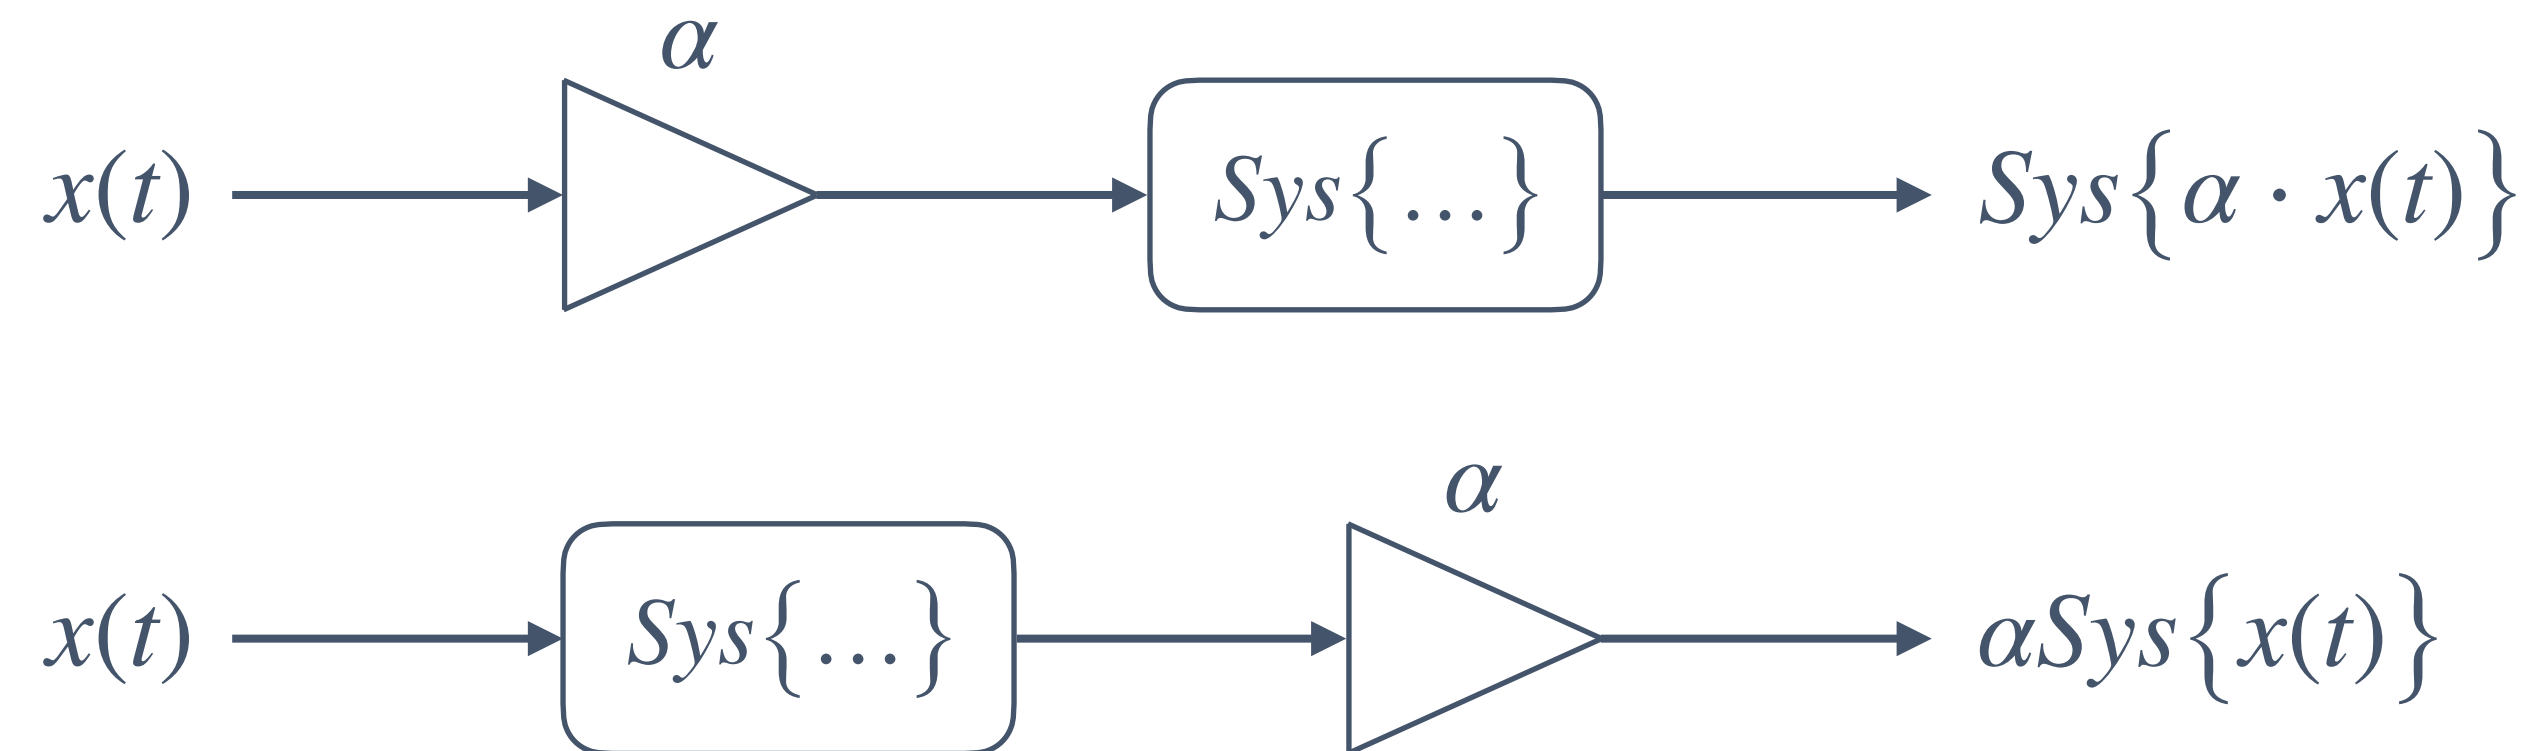 α
x(t) Sys{...} Sys{α · x(t)}
α
x(t) Sys{...} αSys{x(t)}